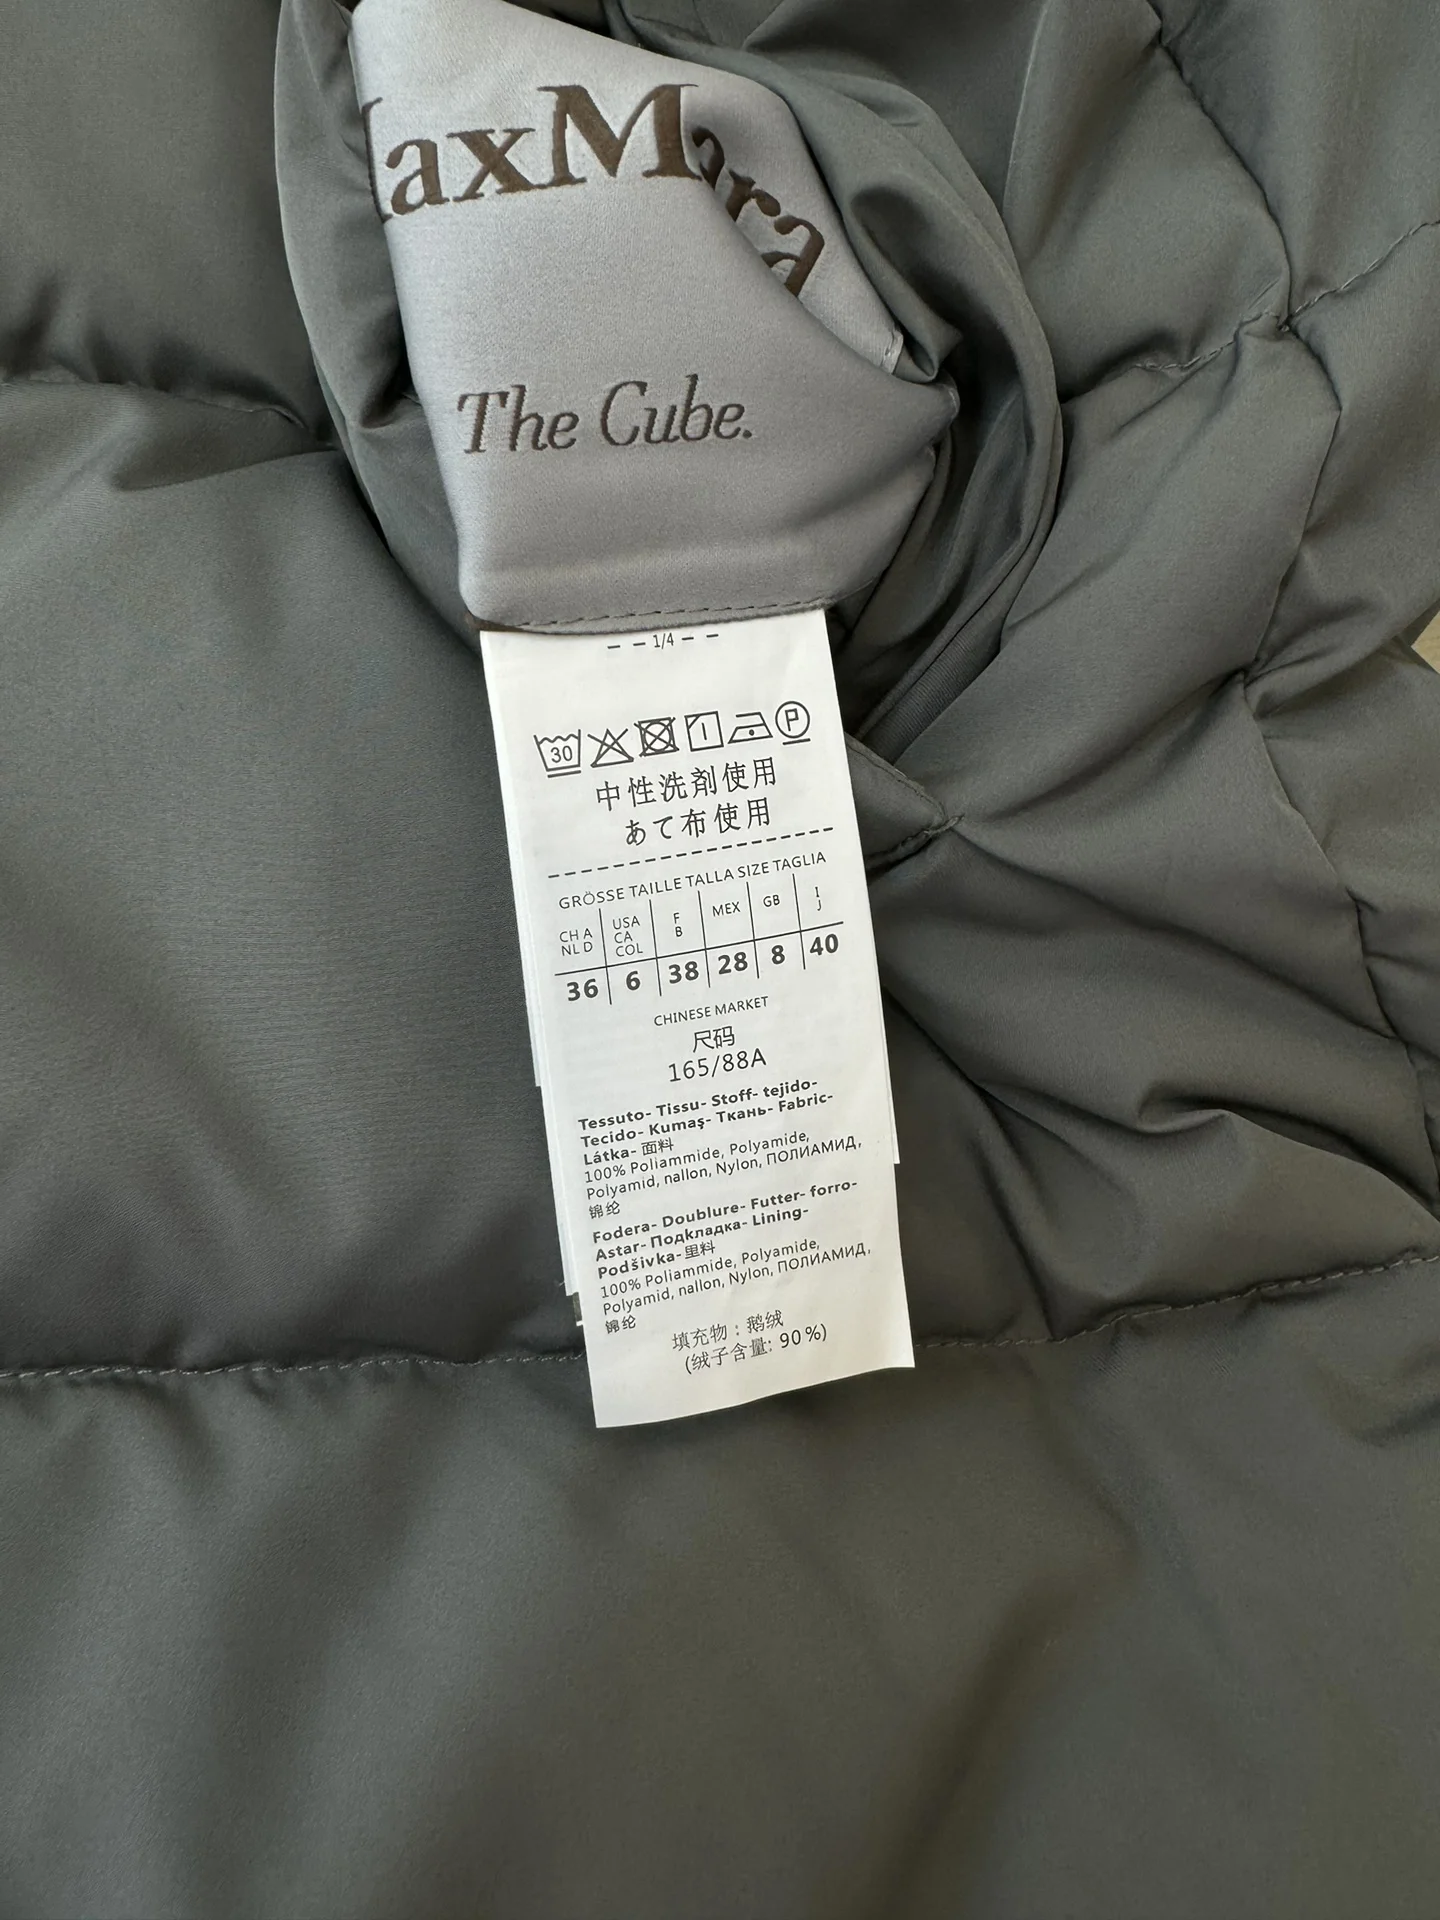 MaxMara
The Cube.
- - 1/4 - -
30 P
中性洗剤使用
あて布使用
GRÖSSE TAILLE TALLA SIZE TAGLIA
CH A NL D USA CA COL F B MEX GB I J
36 6 38 28 8 40
CHINESE MARKET
尺码
165/88A
Tessuto- Tissu- Stoff- tejido-
Tecido- Kumaş- Ткань- Fabric-
Látka- 面料
100% Poliammide, Polyamide,
Polyamid, nallon, Nylon, ПОЛИАМИД,
锦纶
Fodera- Doublure- Futter- forro-
Astar- Подкладка- Lining-
Podšivka- 里料
100% Poliammide, Polyamide,
Polyamid, nallon, Nylon, ПОЛИАМИД,
锦纶
填充物：鹅绒
(绒子含量: 90%)